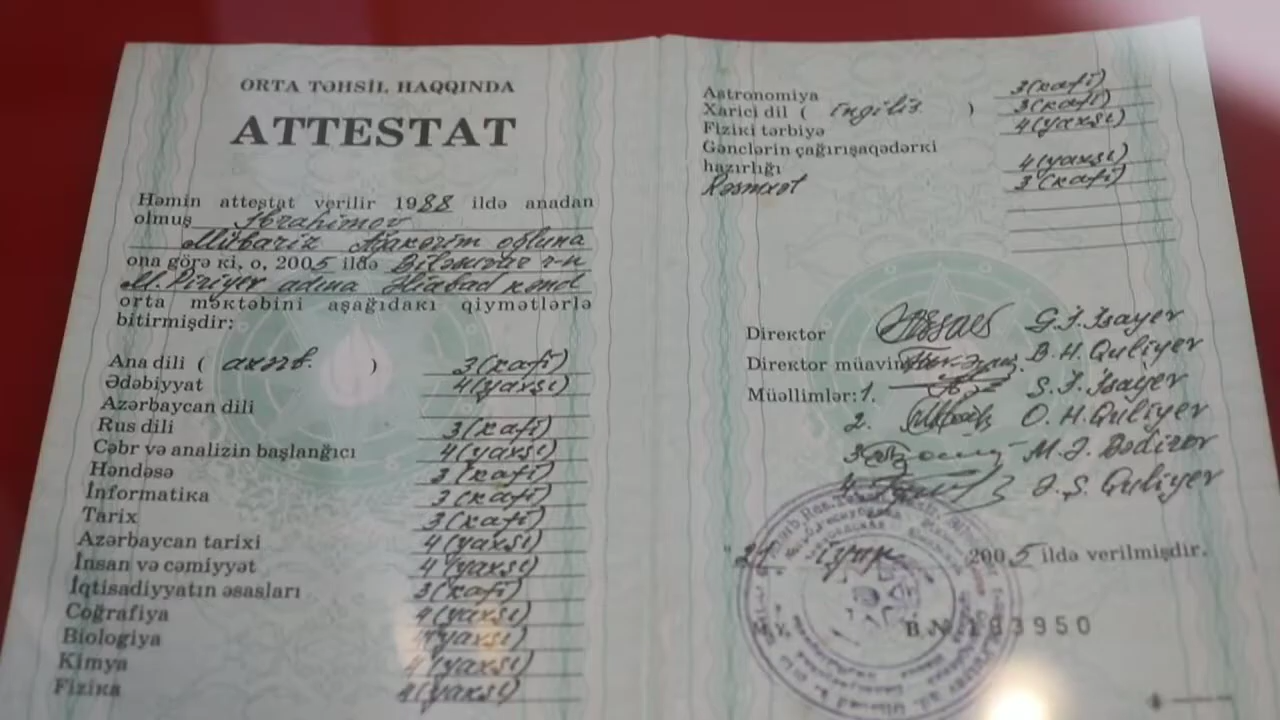 ORTA TƏHSİL HAQQINDA
ATTESTAT
Həmin attestat verilir 1988 ildə anadan
olmuş İbrahimov
Mübariz Ağakərim oğluna
ona görə ki, o, 2005 ildə Biləsuvar r-n
M. Piriyev adına Əliabad kənd
orta məktəbini aşağıdakı qiymətlərlə
bitirmişdir:
Ana dili ( azərb. ) 3(kafi)
Ədəbiyyat 4(yaxşı)
Azərbaycan dili
Rus dili 3(kafi)
Cəbr və analizin başlanğıcı 4(yaxşı)
Həndəsə 3(kafi)
İnformatika 3(kafi)
Tarix 3(kafi)
Azərbaycan tarixi 4(yaxşı)
İnsan və cəmiyyət 4(yaxşı)
İqtisadiyyatın əsasları 3(kafi)
Coğrafiya 4(yaxşı)
Biologiya 4(yaxşı)
Kimya 4(yaxşı)
Fizika 4(yaxşı)
Astronomiya 3(kafi)
Xarici dil ( ingilis ) 3(kafi)
Fiziki tərbiyə 4(yaxşı)
Gənclərin çağırışaqədərki
hazırlığı 4(yaxşı)
Rəsmxət 3(kafi)
Direktor G.İ.İsayev
Direktor müavini B.H.Quliyev
Müəllimlər: 1. S.İ.İsayev
2. O.H.Quliyev
3. M.Ə.Bədirov
4. Ə.Ş.Quliyev
"21 iyun 2005 ildə verilmişdir.
B № 3950